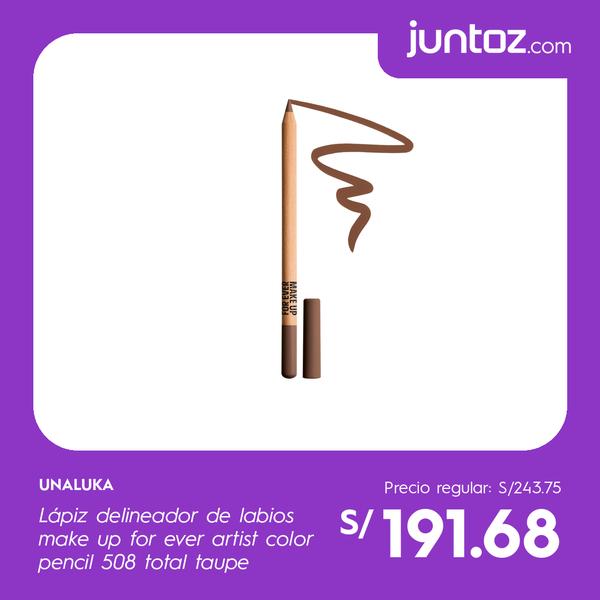 juntoz.com
MAKE UP
FOR EVER
UNALUKA
Lápiz delineador de labios
make up for ever artist color
pencil 508 total taupe
Precio regular: S/243.75
S/191.68